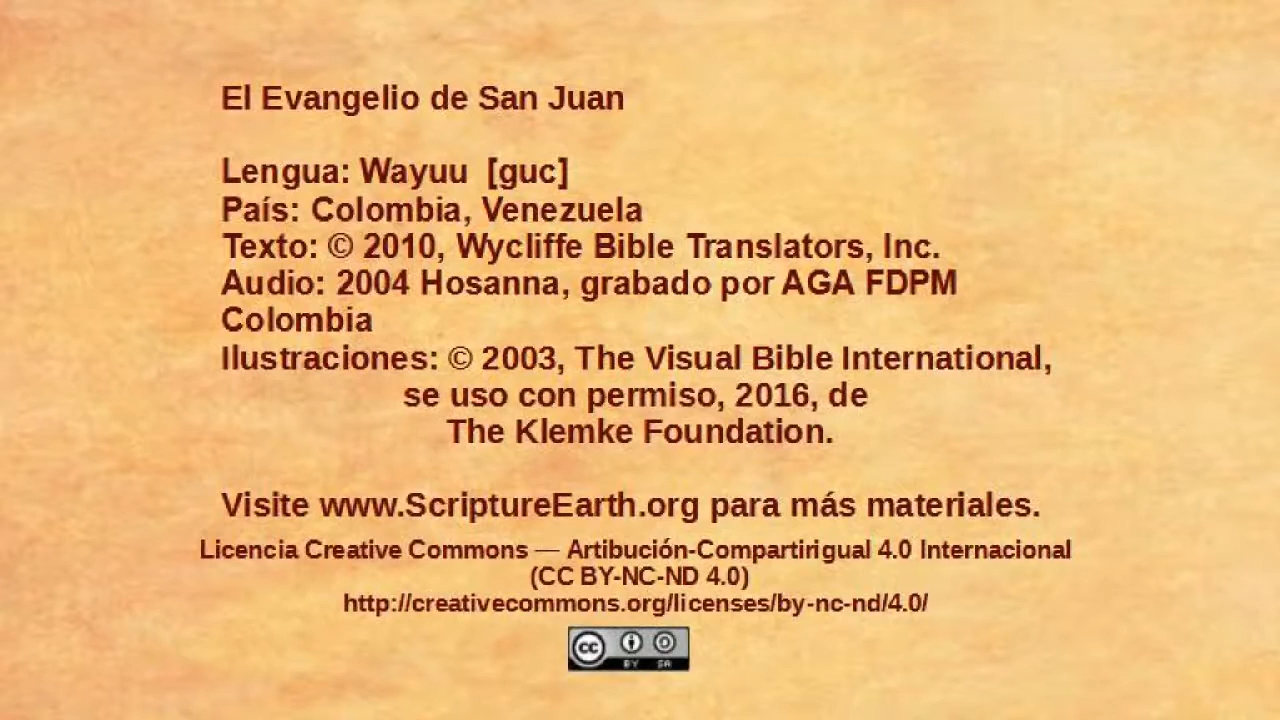 El Evangelio de San Juan
Lengua: Wayuu [guc]
País: Colombia, Venezuela
Texto: © 2010, Wycliffe Bible Translators, Inc.
Audio: 2004 Hosanna, grabado por AGA FDPM
Colombia
Ilustraciones: © 2003, The Visual Bible International,
se uso con permiso, 2016, de
The Klemke Foundation.
Visite www.ScriptureEarth.org para más materiales.
Licencia Creative Commons — Artibución-Compartirigual 4.0 Internacional
(CC BY-NC-ND 4.0)
http://creativecommons.org/licenses/by-nc-nd/4.0/
cc BY SA